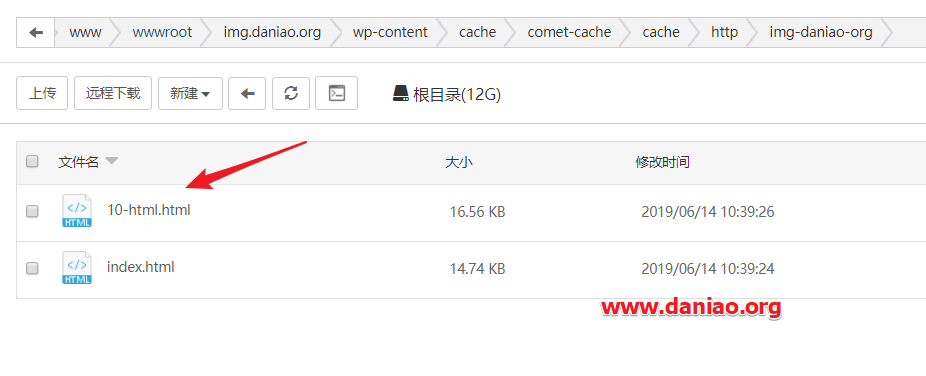 www wwwroot img.daniao.org wp-content cache comet-cache cache http img-daniao-org
上传 远程下载 新建 根目录(12G)
文件名 大小 修改时间
10-html.html 16.56 KB 2019/06/14 10:39:26
HTML
index.html 14.74 KB 2019/06/14 10:39:24
HTML
www.daniao.org